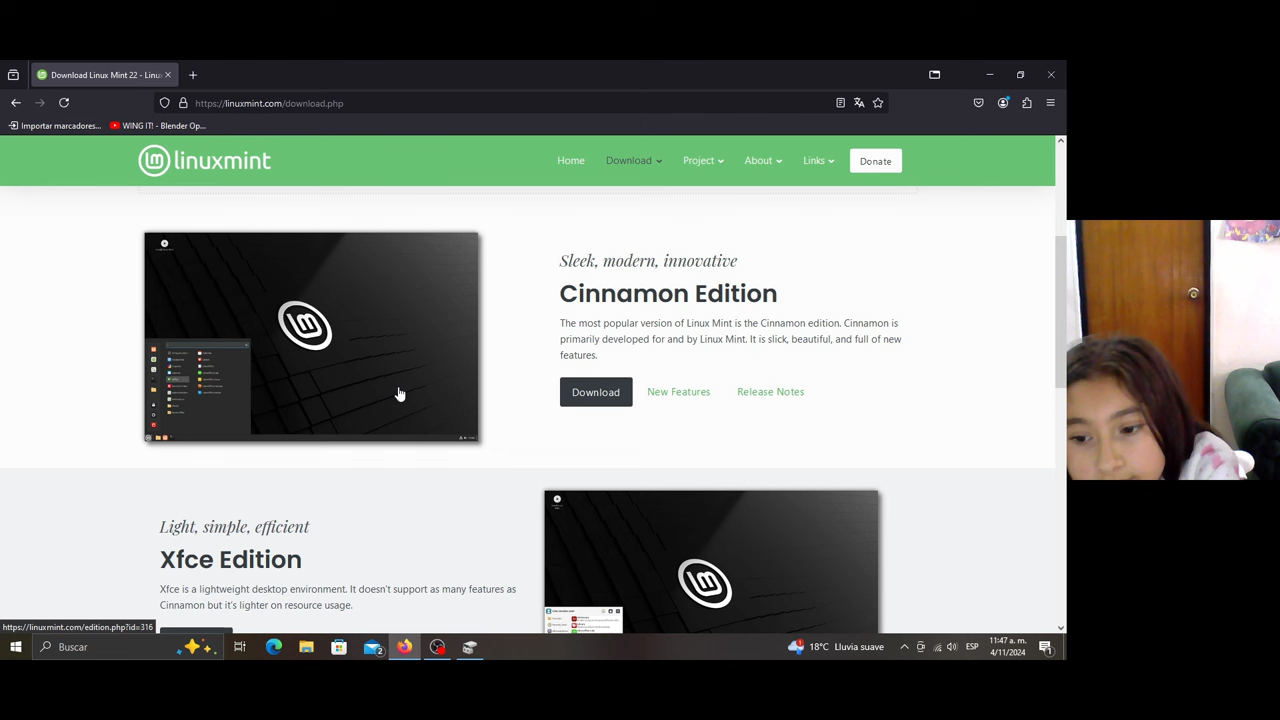 Download Linux Mint 22 - Linu
https://linuxmint.com/download.php
Importar marcadores...
WING IT! - Blender Op...
lm linuxmint
Home
Download
Project
About
Links
Donate
Sleek, modern, innovative
Cinnamon Edition
The most popular version of Linux Mint is the Cinnamon edition. Cinnamon is
primarily developed for and by Linux Mint. It is slick, beautiful, and full of new
features.
Download
New Features
Release Notes
Light, simple, efficient
Xfce Edition
Xfce is a lightweight desktop environment. It doesn't support as many features as
Cinnamon but it's lighter on resource usage.
https://linuxmint.com/edition.php?id=316
Buscar
2
1
18°C Lluvia suave
ESP
11:47 a. m.
4/11/2024
1